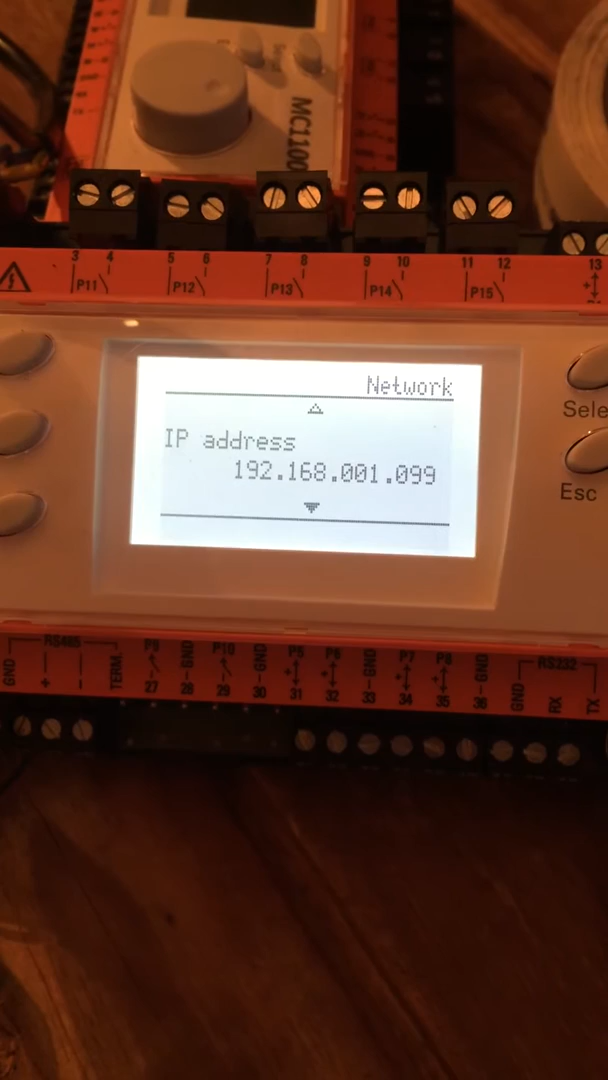 MC1100
3 4 5 6 7 8 9 10 11 12 13
P11 P12 P13 P14 P15
Network
IP address
192.168.001.099
Sele
Esc
RS485 P9 GND P10 GND P5 P6 GND P7 P8 GND RS232
GND + - TERM. 27 28 29 30 31 32 33 34 35 36 GND RX TX